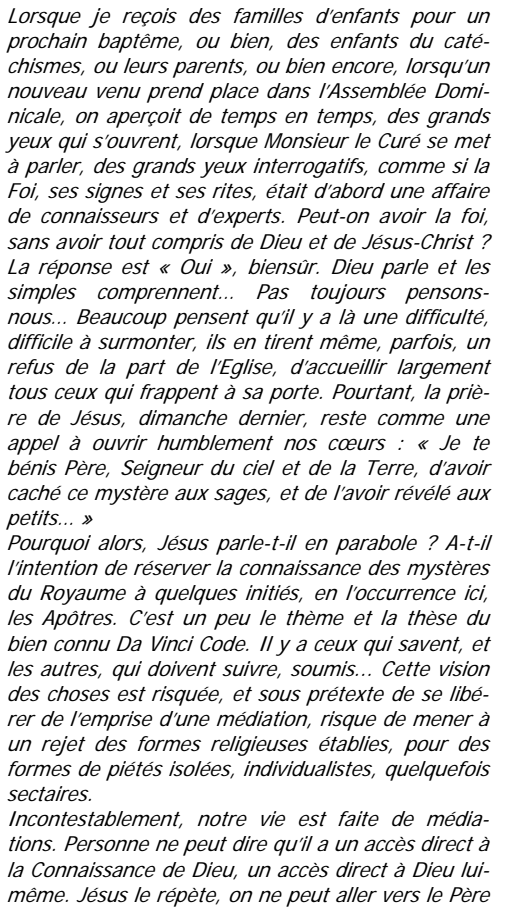 Lorsque je reçois des familles d'enfants pour un
prochain baptême, ou bien, des enfants du caté-
chismes, ou leurs parents, ou bien encore, lorsqu'un
nouveau venu prend place dans l'Assemblée Domi-
nicale, on aperçoit de temps en temps, des grands
yeux qui s'ouvrent, lorsque Monsieur le Curé se met
à parler, des grands yeux interrogatifs, comme si la
Foi, ses signes et ses rites, était d'abord une affaire
de connaisseurs et d'experts. Peut-on avoir la foi,
sans avoir tout compris de Dieu et de Jésus-Christ ?
La réponse est « Oui », biensûr. Dieu parle et les
simples comprennent... Pas toujours pensons-
nous... Beaucoup pensent qu'il y a là une difficulté,
difficile à surmonter, ils en tirent même, parfois, un
refus de la part de l'Eglise, d'accueillir largement
tous ceux qui frappent à sa porte. Pourtant, la priè-
re de Jésus, dimanche dernier, reste comme une
appel à ouvrir humblement nos cœurs : « Je te
bénis Père, Seigneur du ciel et de la Terre, d'avoir
caché ce mystère aux sages, et de l'avoir révélé aux
petits... »
Pourquoi alors, Jésus parle-t-il en parabole ? A-t-il
l'intention de réserver la connaissance des mystères
du Royaume à quelques initiés, en l'occurrence ici,
les Apôtres. C'est un peu le thème et la thèse du
bien connu Da Vinci Code. Il y a ceux qui savent, et
les autres, qui doivent suivre, soumis... Cette vision
des choses est risquée, et sous prétexte de se libé-
rer de l'emprise d'une médiation, risque de mener à
un rejet des formes religieuses établies, pour des
formes de piétés isolées, individualistes, quelquefois
sectaires.
Incontestablement, notre vie est faite de média-
tions. Personne ne peut dire qu'il a un accès direct à
la Connaissance de Dieu, un accès direct à Dieu lui-
même. Jésus le répète, on ne peut aller vers le Père